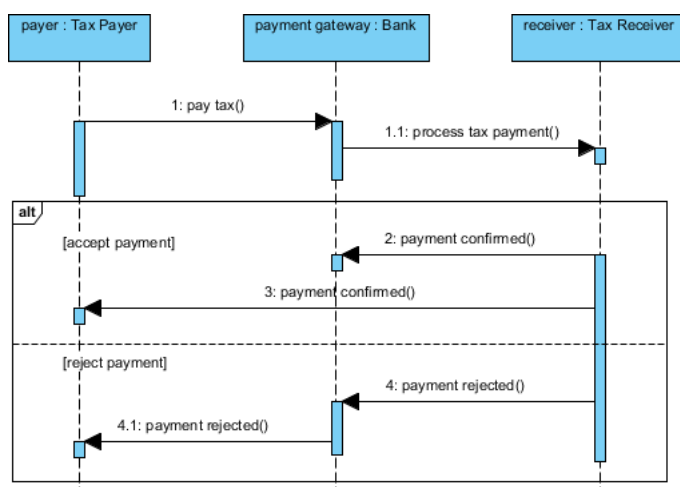 payer : Tax Payer
payment gateway : Bank
receiver : Tax Receiver
1: pay tax()
1.1: process tax payment()
alt
[accept payment]
2: payment confirmed()
3: payment confirmed()
[reject payment]
4: payment rejected()
4.1: payment rejected()